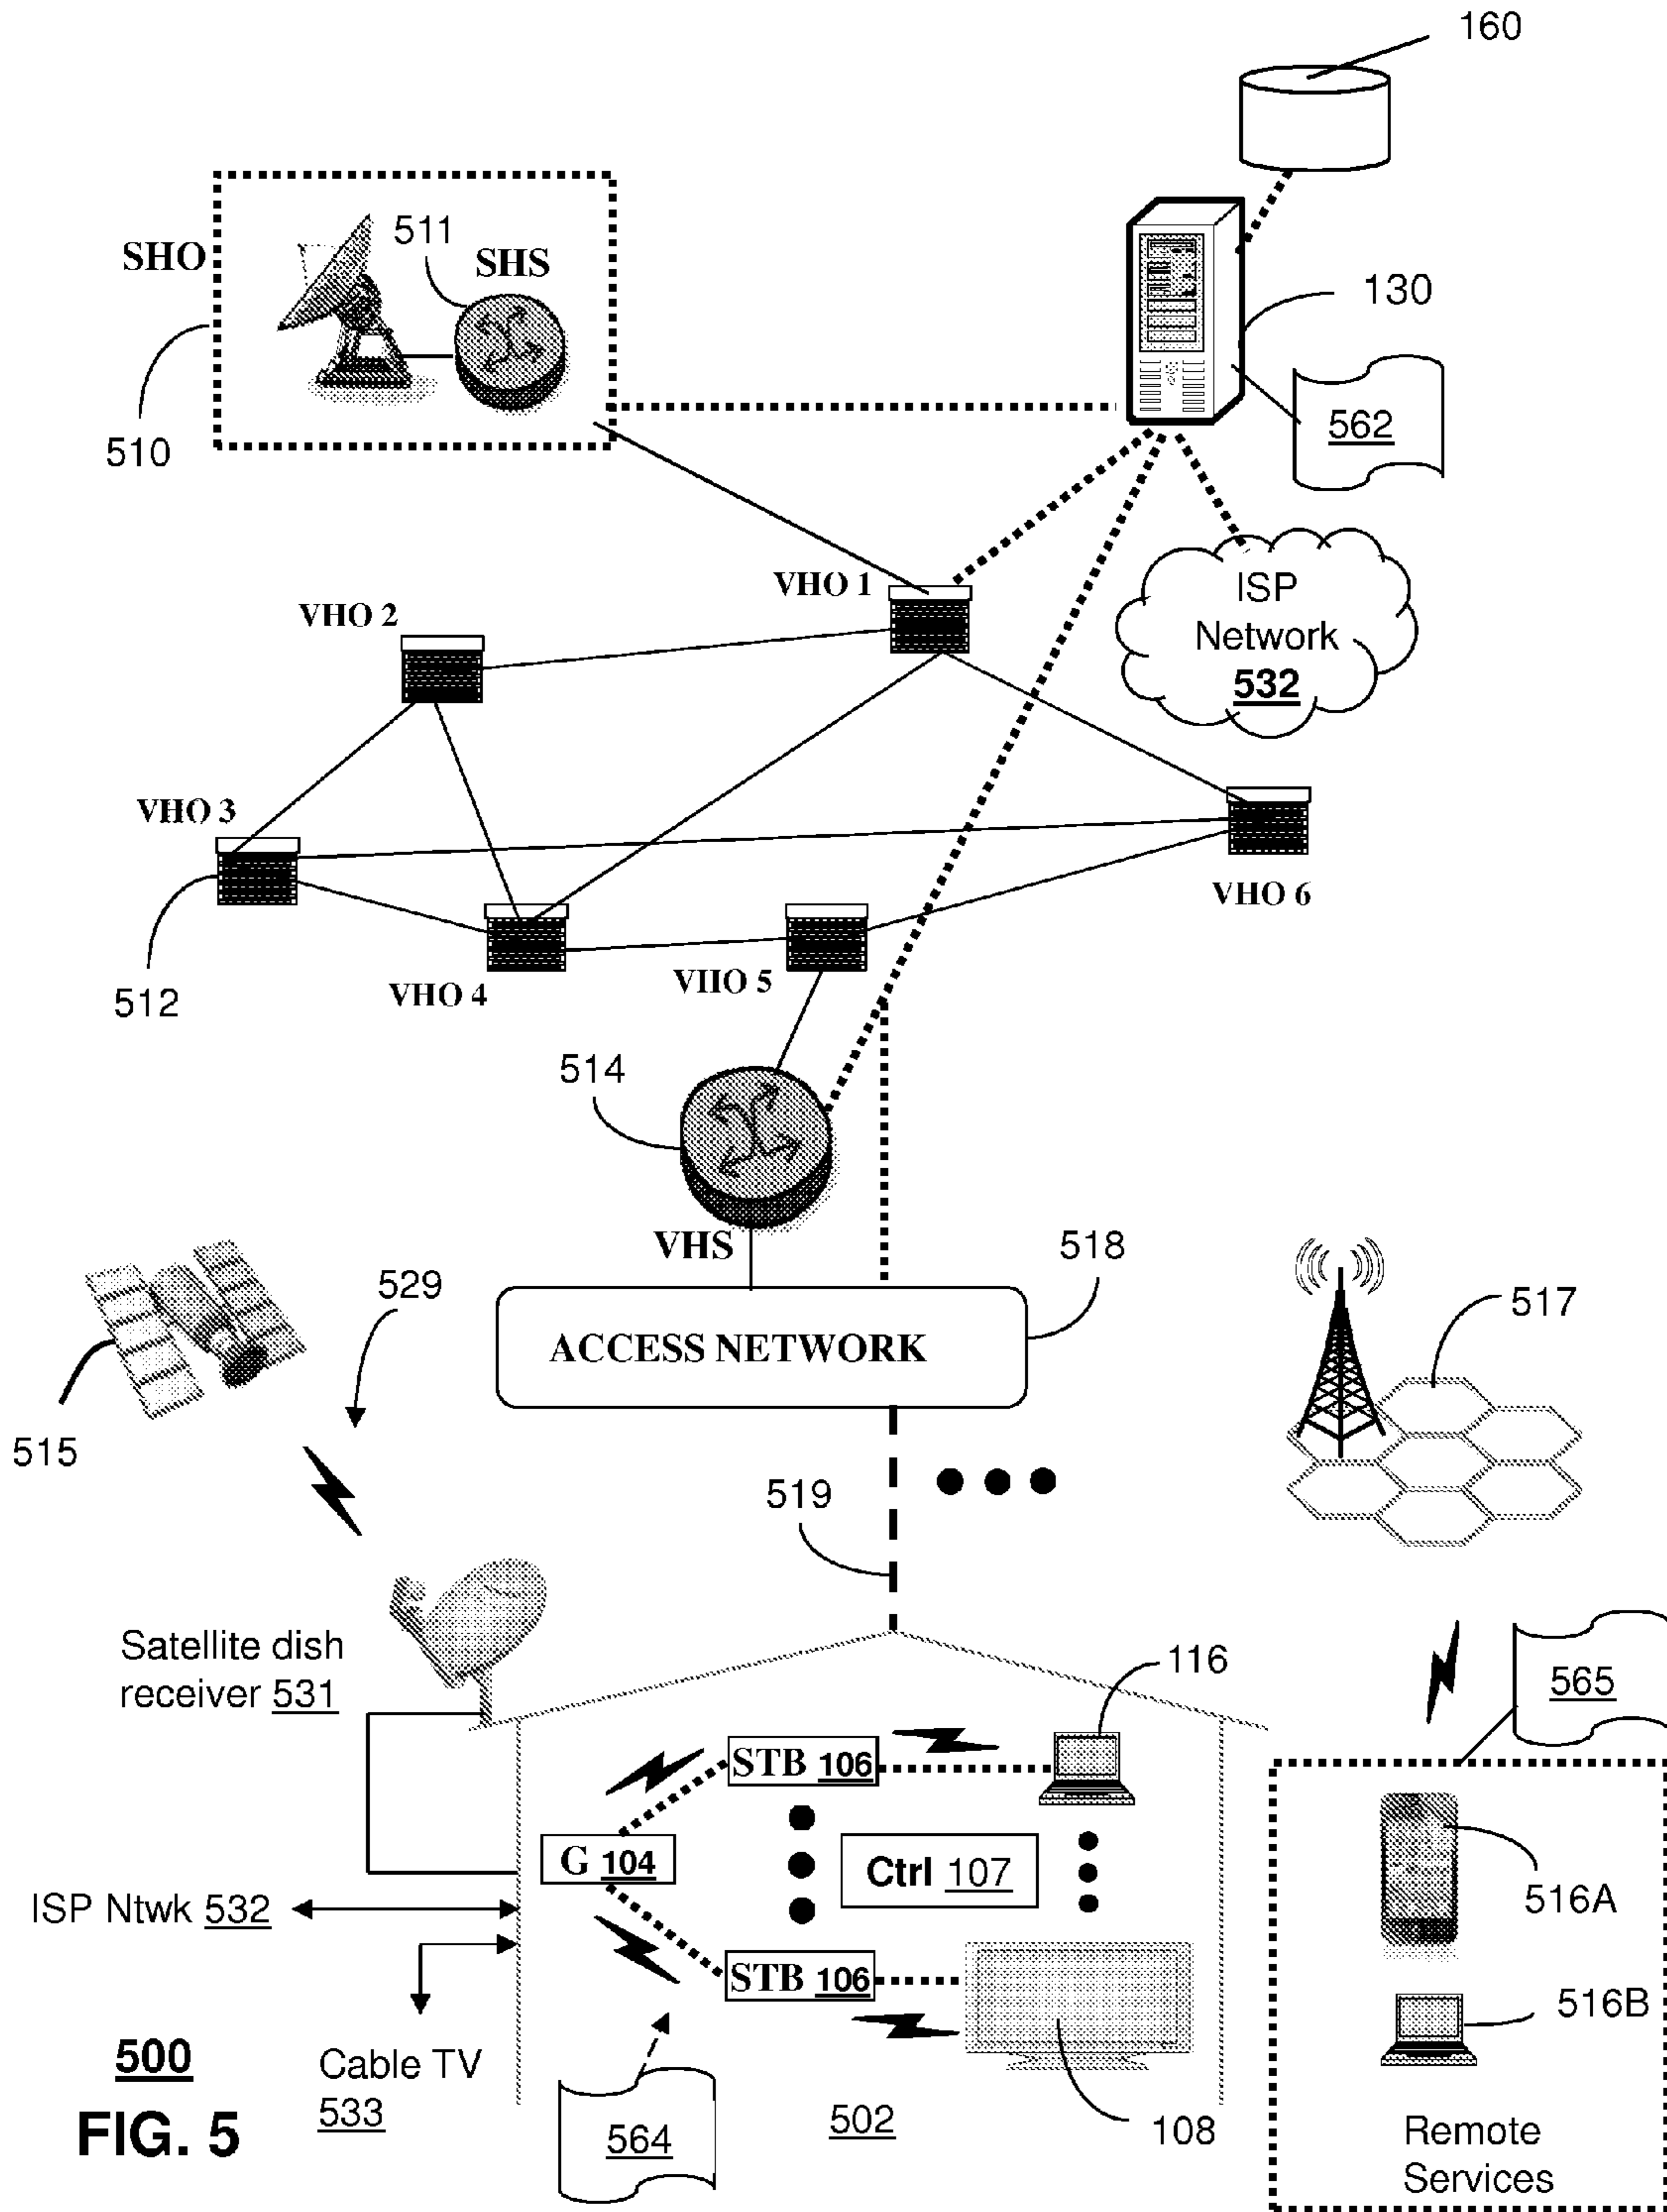 160
511
SHO
SHS
130
510
562
VHO 1
ISP
Network
532
VHO 2
VHO 3
VHO 6
512
VHO 4
VHO 5
514
VHS
518
529
517
ACCESS NETWORK
515
519
Satellite dish
receiver 531
116
565
STB 106
G 104
Ctrl 107
516A
ISP Ntwk 532
STB 106
516B
500
Cable TV
533
FIG. 5
564
502
108
Remote
Services